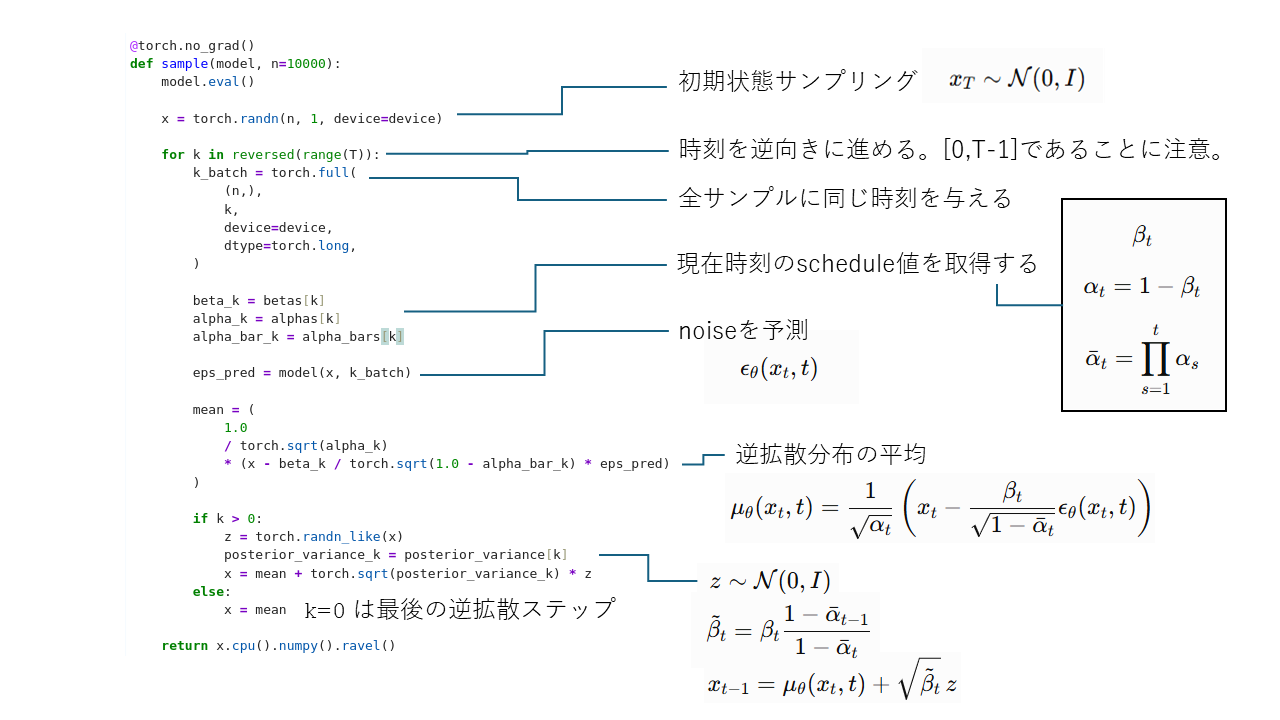 @torch.no_grad()
def sample(model, n=10000):
    model.eval()
    x = torch.randn(n, 1, device=device)
    for k in reversed(range(T)):
        k_batch = torch.full(
            (n,),
            k,
            device=device,
            dtype=torch.long,
        )
        beta_k = betas[k]
        alpha_k = alphas[k]
        alpha_bar_k = alpha_bars[k]
        eps_pred = model(x, k_batch)
        mean = (
            1.0
            / torch.sqrt(alpha_k)
            * (x - beta_k / torch.sqrt(1.0 - alpha_bar_k) * eps_pred)
        )
        if k > 0:
            z = torch.randn_like(x)
            posterior_variance_k = posterior_variance[k]
            x = mean + torch.sqrt(posterior_variance_k) * z
        else:
            x = mean
    return x.cpu().numpy().ravel()
k=0 は最後の逆拡散ステップ
初期状態サンプリング x_T ∼ 𝒩(0, I)
時刻を逆向きに進める。[0,T-1]であることに注意。
全サンプルに同じ時刻を与える
現在時刻のschedule値を取得する
β_t
α_t = 1 − β_t
ᾱ_t = ∏_{s=1}^{t} α_s
noiseを予測
ϵ_θ(x_t, t)
逆拡散分布の平均
μ_θ(x_t, t) = 1/√α_t (x_t − β_t/√(1 − ᾱ_t) ϵ_θ(x_t, t))
z ∼ 𝒩(0, I)
β̃_t = β_t (1 − ᾱ_{t−1})/(1 − ᾱ_t)
x_{t−1} = μ_θ(x_t, t) + √β̃_t z